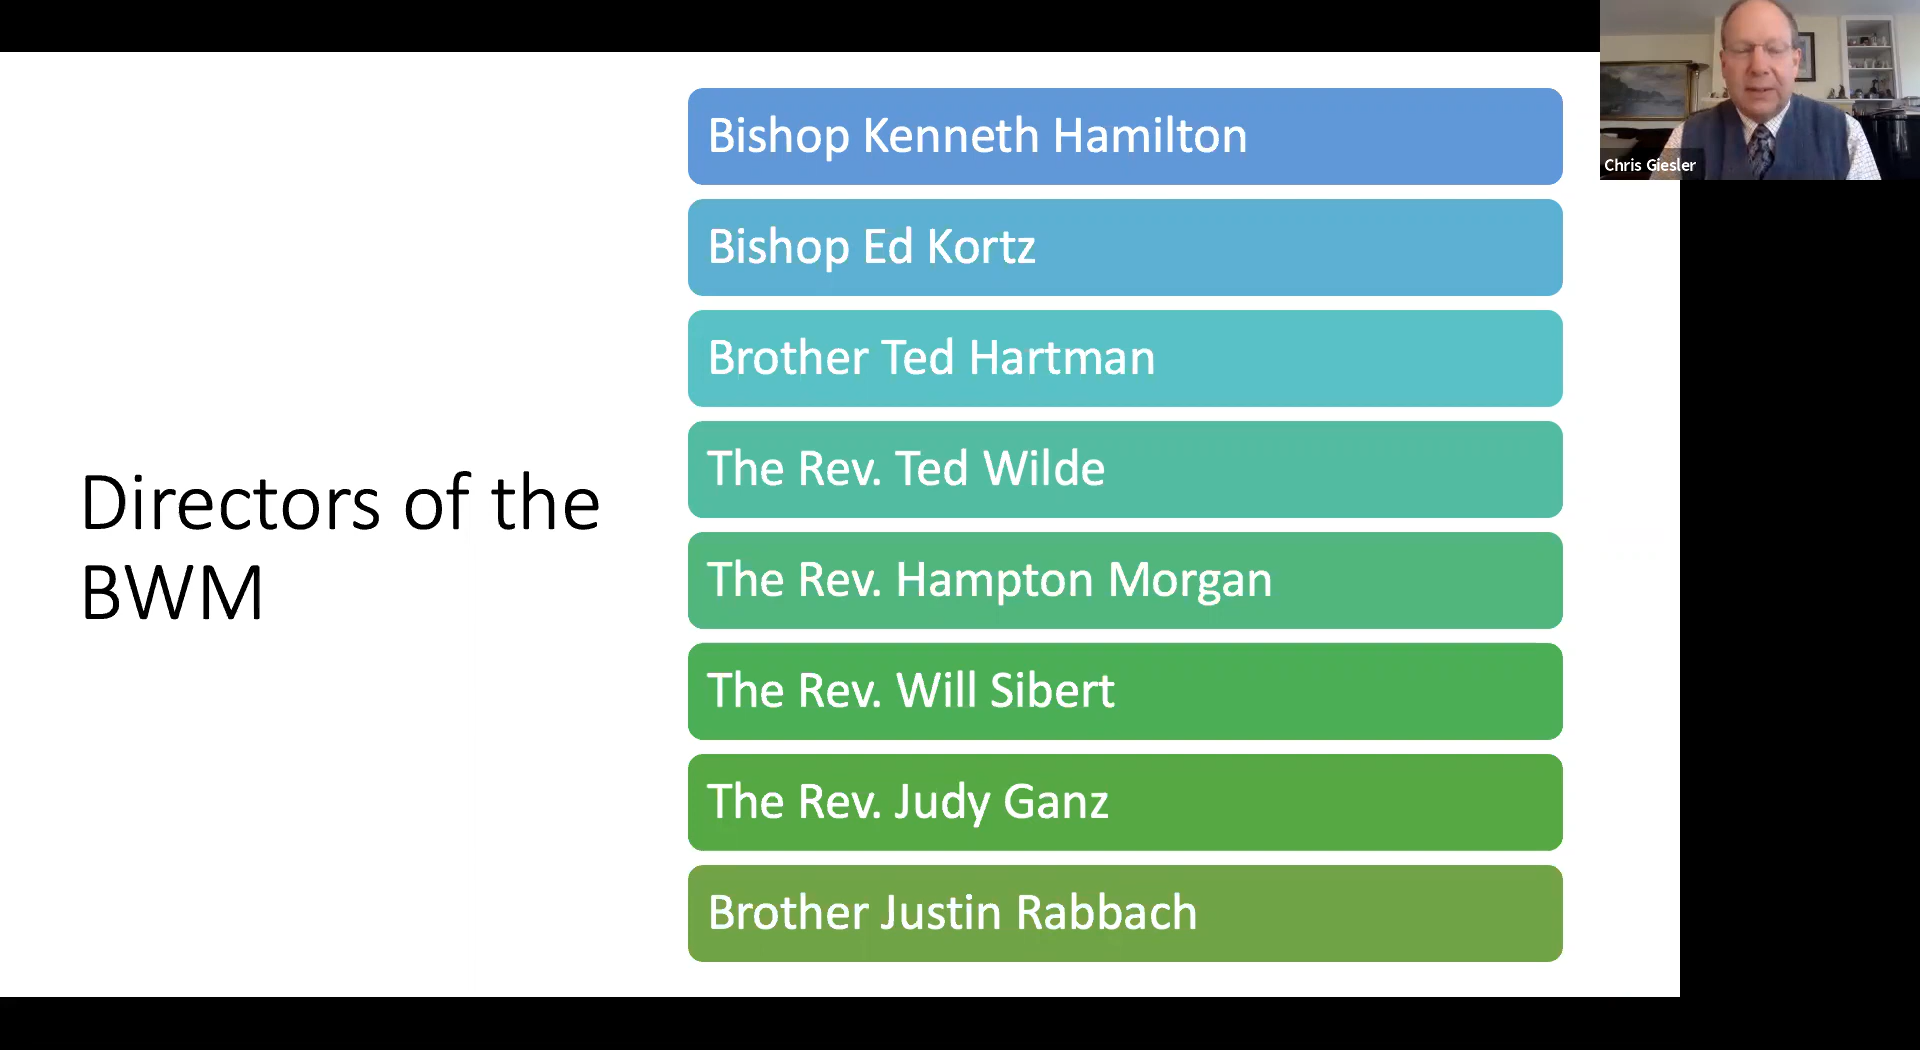 Directors of the
BWM
Bishop Kenneth Hamilton
Bishop Ed Kortz
Brother Ted Hartman
The Rev. Ted Wilde
The Rev. Hampton Morgan
The Rev. Will Sibert
The Rev. Judy Ganz
Brother Justin Rabbach
Chris Giesler